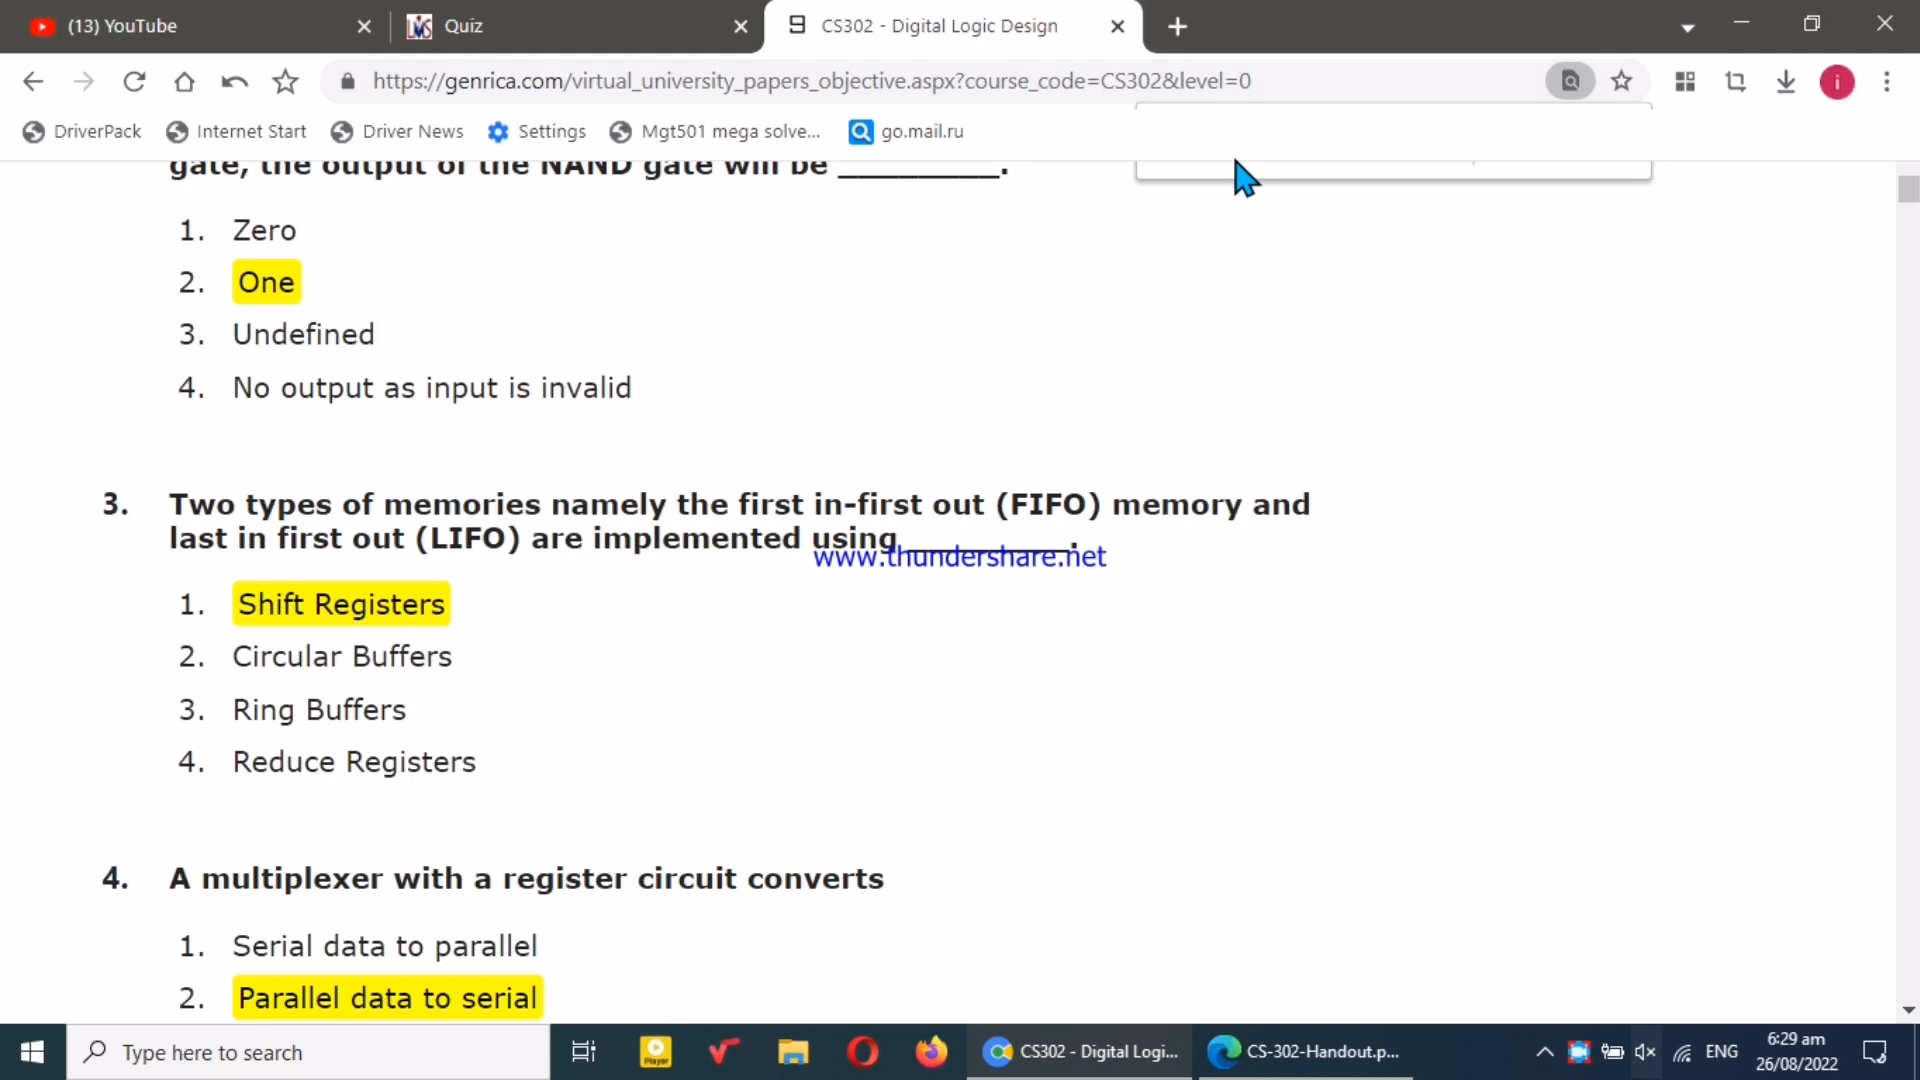 (13) YouTube
Quiz
CS302 - Digital Logic Design
https://genrica.com/virtual_university_papers_objective.aspx?course_code=CS302&level=0
i
DriverPack
Internet Start
Driver News
Settings
Mgt501 mega solve...
go.mail.ru
gate, the output of the NAND gate will be _________.
1. Zero
2. One
3. Undefined
4. No output as input is invalid
3. Two types of memories namely the first in-first out (FIFO) memory and
last in first out (LIFO) are implemented using _________.
www.thundershare.net
1. Shift Registers
2. Circular Buffers
3. Ring Buffers
4. Reduce Registers
4. A multiplexer with a register circuit converts
1. Serial data to parallel
2. Parallel data to serial
Type here to search
Player
CS302 - Digital Logi...
CS-302-Handout.p...
ENG
6:29 am
26/08/2022